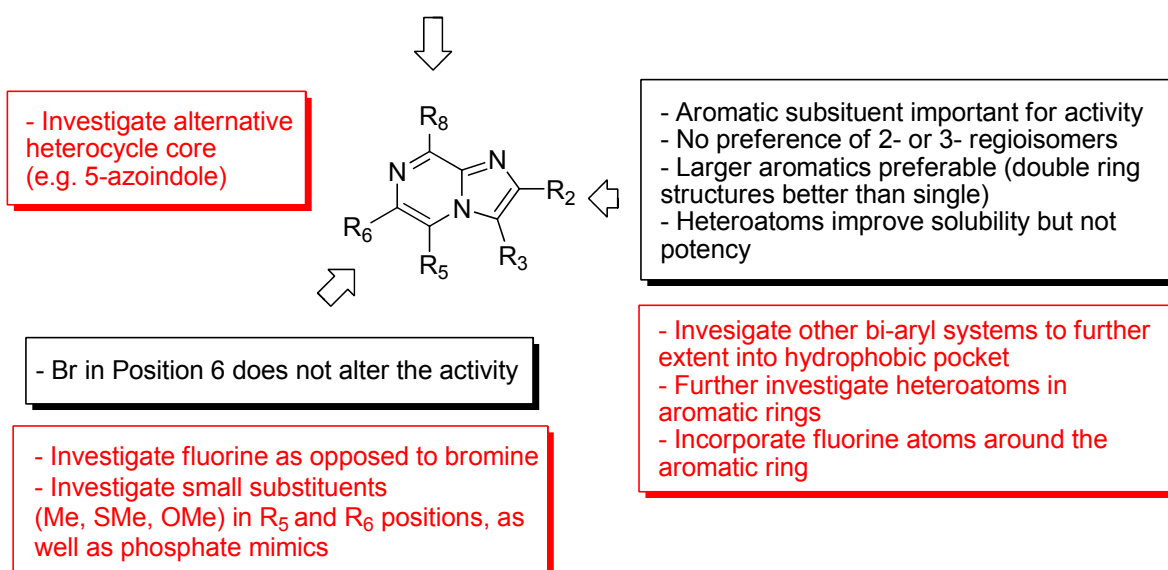 - Investigate alternative
heterocycle core
(e.g. 5-azoindole)
R8
N
N
N
R2
R6
R5
R3
- Aromatic subsituent important for activity
- No preference of 2- or 3- regioisomers
- Larger aromatics preferable (double ring
structures better than single)
- Heteroatoms improve solubility but not
potency
- Br in Position 6 does not alter the activity
- Invesigate other bi-aryl systems to further
extent into hydrophobic pocket
- Further investigate heteroatoms in
aromatic rings
- Incorporate fluorine atoms around the
aromatic ring
- Investigate fluorine as opposed to bromine
- Investigate small substituents
(Me, SMe, OMe) in R5 and R6 positions, as
well as phosphate mimics